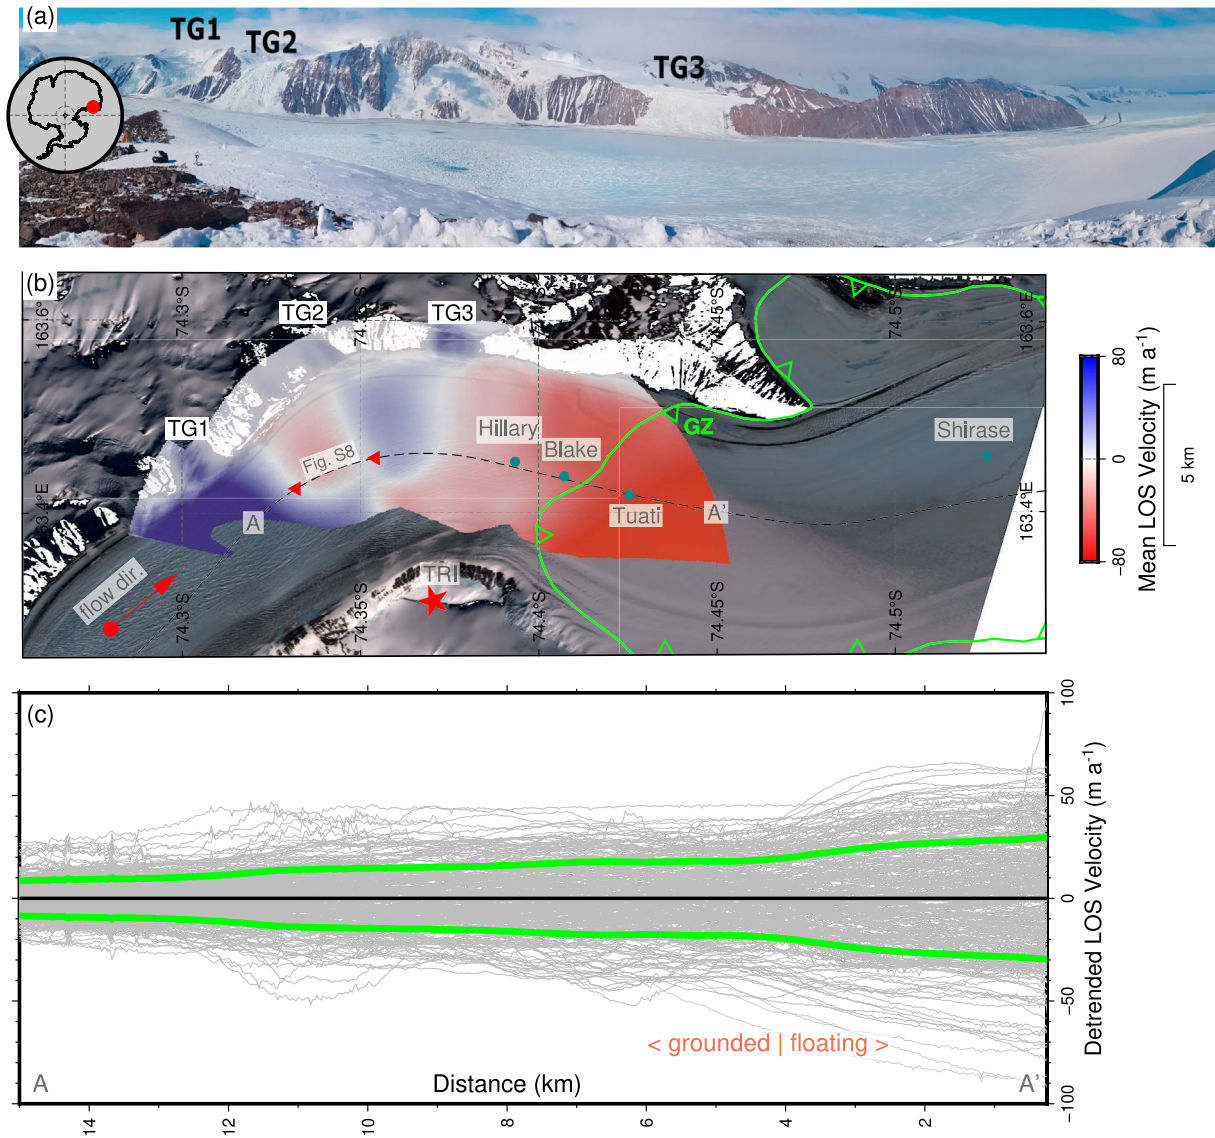 (a)
TG1
TG2
TG3
(b)
163.6°
74.3°S
TG2
74.35°S
TG3
74.4°S
74.45°S
74.5°S
163.6°E
TG1
Hillary
Blake
GZ
Shirase
Fig. S8
163.4°E
A
Tuati
A'
163.4°E
flow dir.
TRI
74.3°S
74.35°S
74.4°S
74.45°S
74.5°S
80
0
−80
Mean LOS Velocity (m a⁻¹)
5 km
(c)
100
50
0
−50
−100
Detrended LOS Velocity (m a⁻¹)
< grounded | floating >
A
Distance (km)
A'
14
12
10
8
6
4
2